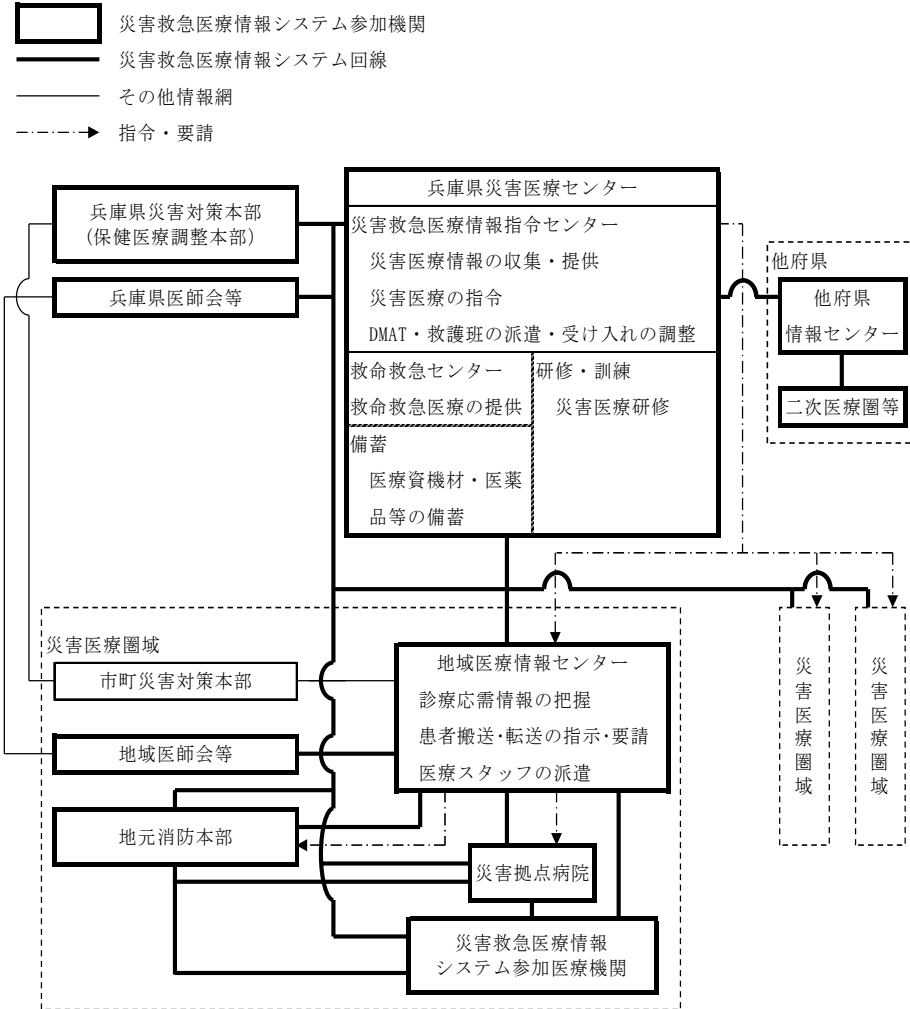 災害救急医療情報システム参加機関
災害救急医療情報システム回線
その他情報網
指令・要請
兵庫県災害対策本部
(保健医療調整本部)
兵庫県医師会等
兵庫県災害医療センター
災害救急医療情報指令センター
災害医療情報の収集・提供
災害医療の指令
DMAT・救護班の派遣・受け入れの調整
救命救急センター
救命救急医療の提供
備蓄
医療資機材・医薬
品等の備蓄
研修・訓練
災害医療研修
他府県
他府県
情報センター
二次医療圏等
災害医療圏域
市町災害対策本部
地域医師会等
地元消防本部
地域医療情報センター
診療応需情報の把握
患者搬送・転送の指示・要請
医療スタッフの派遣
災害拠点病院
災害救急医療情報
システム参加医療機関
災害医療圏域
災害医療圏域